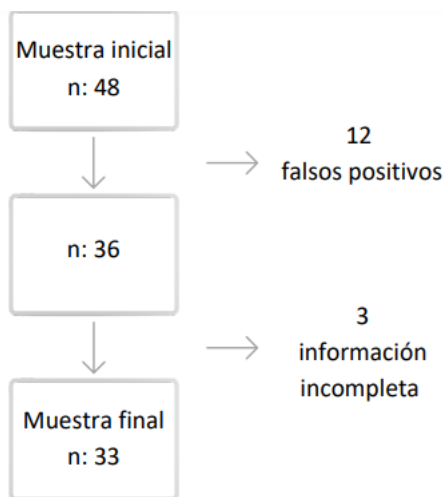 Muestra inicial
n: 48
12
falsos positivos
n: 36
3
información
incompleta
Muestra final
n: 33